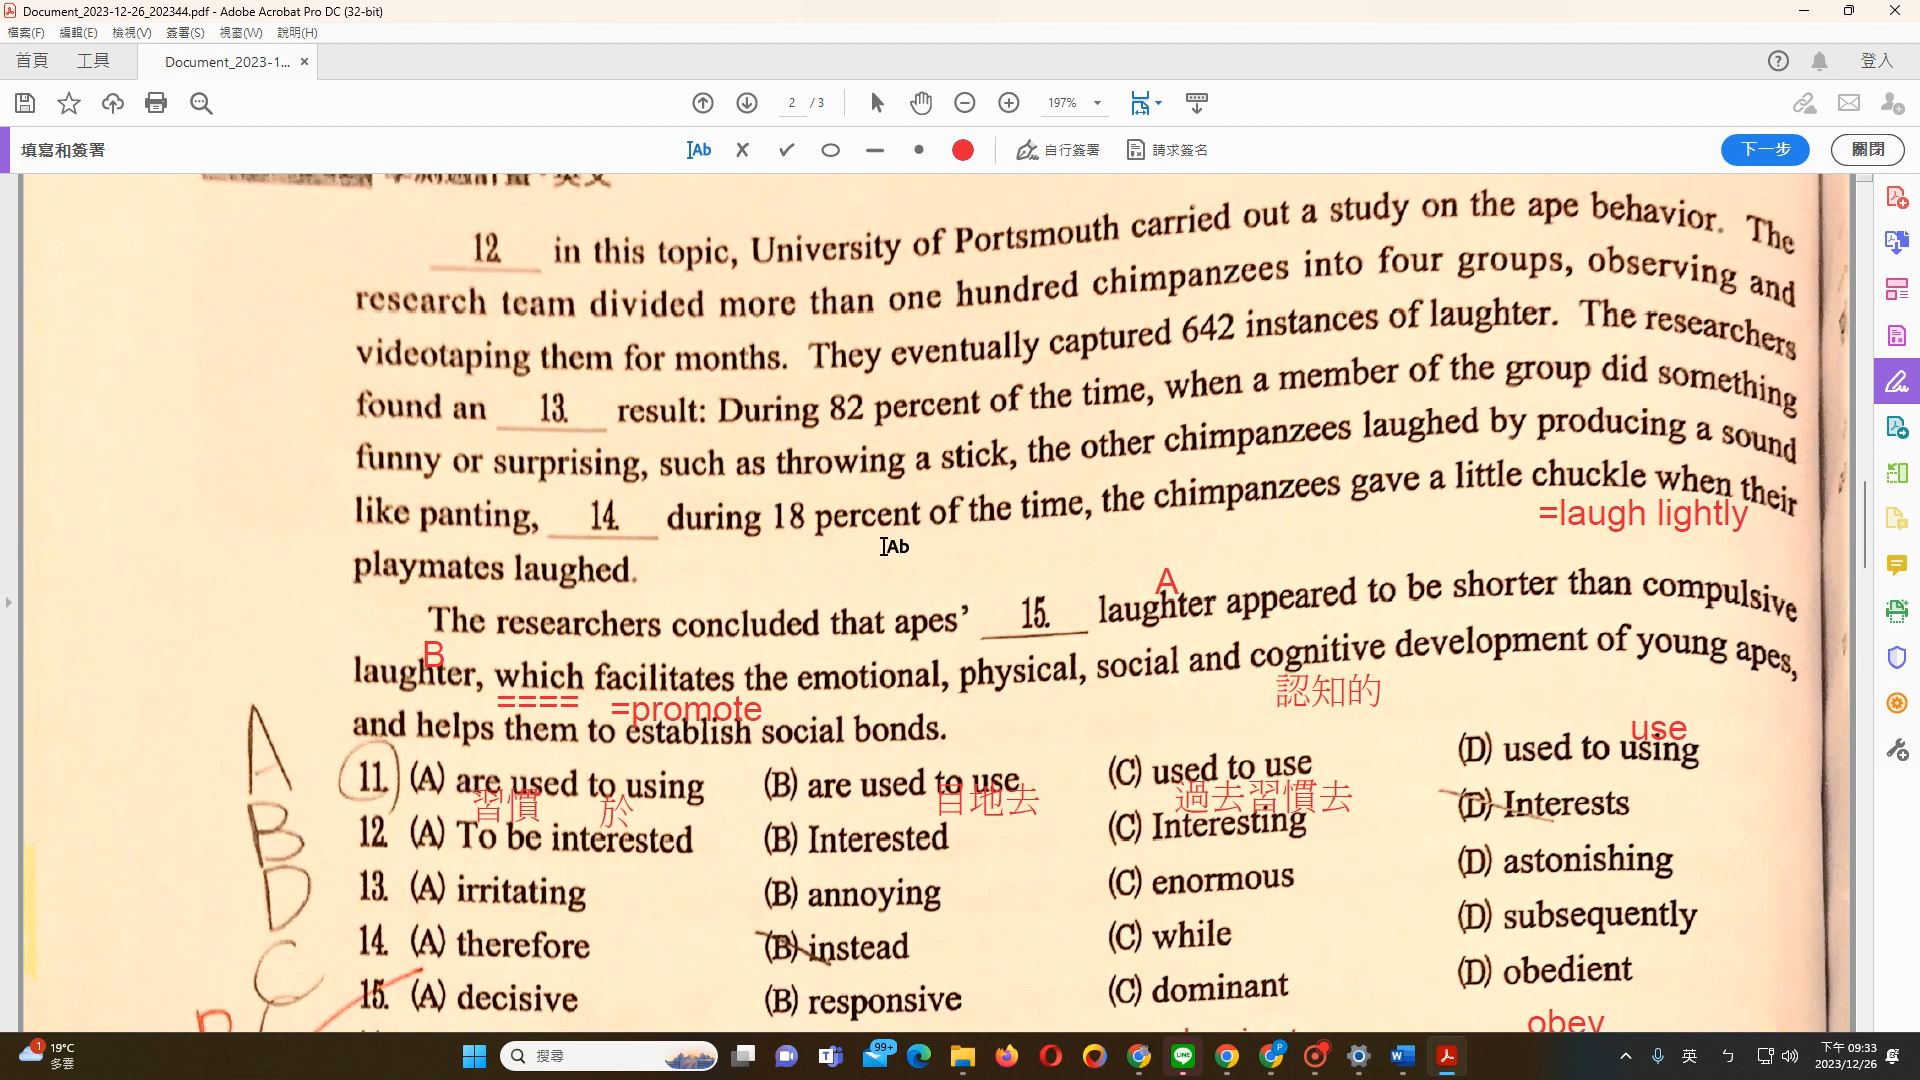 Document_2023-12-26_202344.pdf - Adobe Acrobat Pro DC (32-bit)
檔案(F) 編輯(E) 檢視(V) 簽署(S) 視窗(W) 說明(H)
首頁 工具 Document_2023-1... × 登入
2 / 3 197%
填寫和簽署 Ab 自行簽署 請求簽名 下一步 關閉
12 in this topic, University of Portsmouth carried out a study on the ape behavior. The
research team divided more than one hundred chimpanzees into four groups, observing and
videotaping them for months. They eventually captured 642 instances of laughter. The researchers
found an 13. result: During 82 percent of the time, when a member of the group did something
funny or surprising, such as throwing a stick, the other chimpanzees laughed by producing a sound
like panting, 14. during 18 percent of the time, the chimpanzees gave a little chuckle when their
=laugh lightly
Ab
playmates laughed.
A
The researchers concluded that apes' 15. laughter appeared to be shorter than compulsive
B
laughter, which facilitates the emotional, physical, social and cognitive development of young apes,
==== =promote 認知的
and helps them to establish social bonds.
use
A
11. (A) are used to using (B) are used to use (C) used to use (D) used to using
習慣 於 目地去 過去習慣去
B
12. (A) To be interested (B) Interested (C) Interesting (D) Interests
D
13. (A) irritating (B) annoying (C) enormous (D) astonishing
14. (A) therefore (B) instead (C) while (D) subsequently
C
15. (A) decisive (B) responsive (C) dominant (D) obedient
obey
1 19°C
多雲
搜尋
99+
英 ㄅ
下午 09:33
2023/12/26